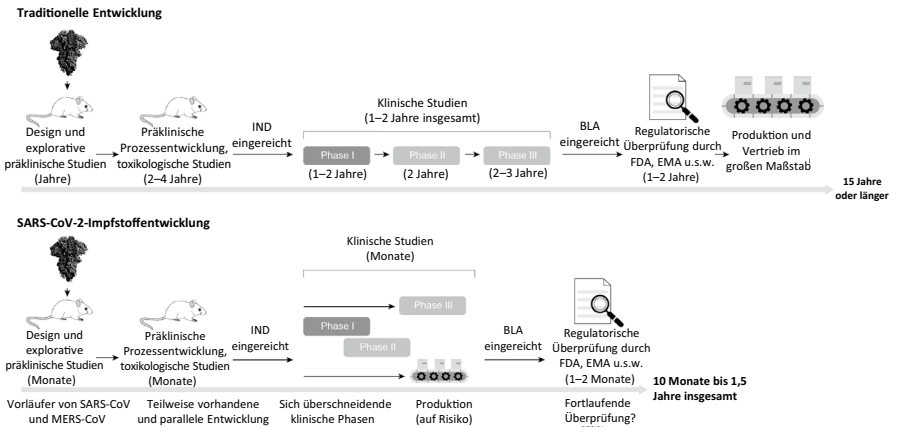 Traditionelle Entwicklung
Design und
explorative
präklinische Studien
(Jahre)
Präklinische
Prozessentwicklung,
toxikologische Studien
(2–4 Jahre)
IND
eingereicht
Klinische Studien
(1–2 Jahre insgesamt)
Phase I
Phase II
Phase III
(1–2 Jahre)
(2 Jahre)
(2–3 Jahre)
BLA
eingereicht
Regulatorische
Überprüfung durch
FDA, EMA u.s.w.
(1–2 Jahre)
Produktion und
Vertrieb im
großen Maßstab
15 Jahre
oder länger
SARS-CoV-2-Impfstoffentwicklung
Design und
explorative
präklinische Studien
(Monate)
Präklinische
Prozessentwicklung,
toxikologische Studien
(Monate)
IND
eingereicht
Klinische Studien
(Monate)
Phase III
Phase I
Phase II
BLA
eingereicht
Regulatorische
Überprüfung durch
FDA, EMA u.s.w.
(1–2 Monate)
10 Monate bis 1,5
Jahre insgesamt
Vorläufer von SARS-CoV
und MERS-CoV
Teilweise vorhandene
und parallele Entwicklung
Sich überschneidende
klinische Phasen
Produktion
(auf Risiko)
Fortlaufende
Überprüfung?